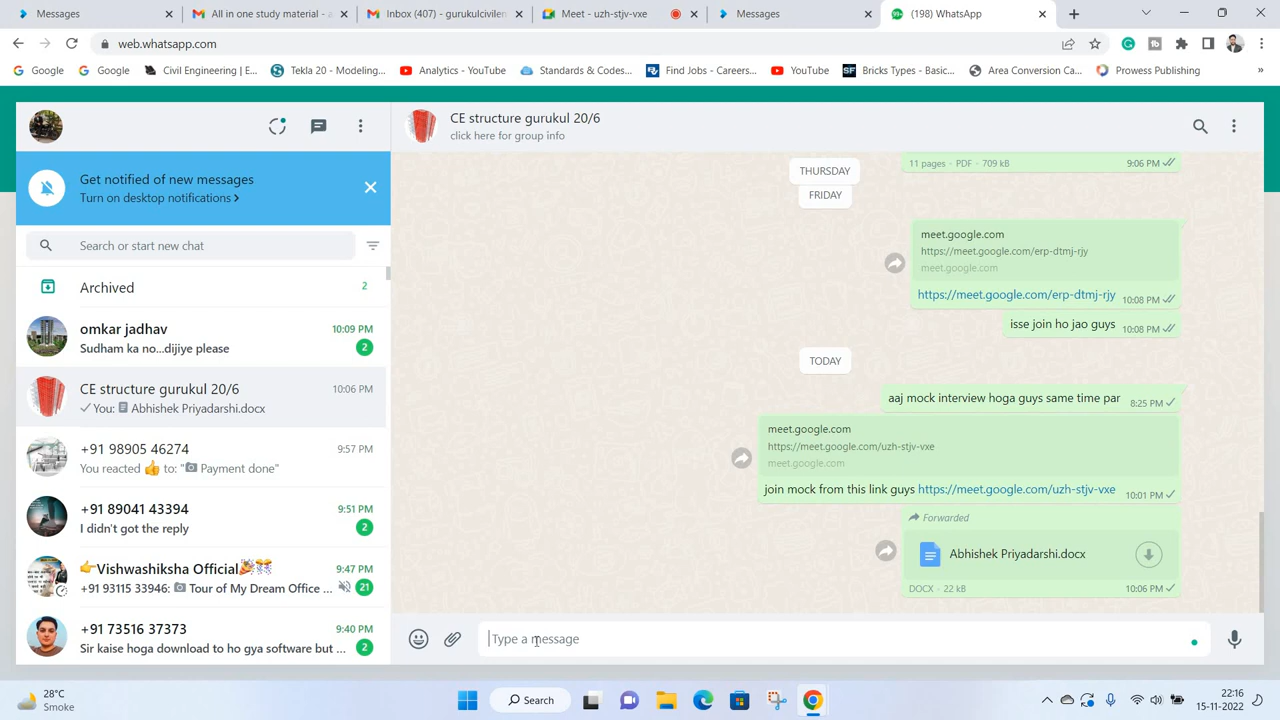 Messages
All in one study material - a
Inbox (407) - gurukulcivilen
Meet - uzh-stjv-vxe
Messages
99+
(198) WhatsApp
web.whatsapp.com
Google
Google
Civil Engineering | E...
Tekla 20 - Modeling...
Analytics - YouTube
Standards & Codes...
Find Jobs - Careers...
YouTube
SF
Bricks Types - Basic...
Area Conversion Ca...
Prowess Publishing
»
CE structure gurukul 20/6
click here for group info
Get notified of new messages
Turn on desktop notifications >
Search or start new chat
Archived
2
omkar jadhav
10:09 PM
Sudham ka no...dijiye please
2
CE structure gurukul 20/6
10:06 PM
You: Abhishek Priyadarshi.docx
+91 98905 46274
9:57 PM
You reacted 👍 to: "📷 Payment done"
+91 89041 43394
9:51 PM
I didn't got the reply
2
👉Vishwashiksha Official🎉🎊
9:47 PM
+91 93115 33946: 📷 Tour of My Dream Office ...
21
+91 73516 37373
9:40 PM
Sir kaise hoga download to ho gya software but ...
2
11 pages • PDF • 709 kB
9:06 PM
THURSDAY
FRIDAY
meet.google.com
https://meet.google.com/erp-dtmj-rjy
meet.google.com
https://meet.google.com/erp-dtmj-rjy
10:08 PM
isse join ho jao guys
10:08 PM
TODAY
aaj mock interview hoga guys same time par
8:25 PM
meet.google.com
https://meet.google.com/uzh-stjv-vxe
meet.google.com
join mock from this link guys https://meet.google.com/uzh-stjv-vxe
10:01 PM
Forwarded
Abhishek Priyadarshi.docx
DOCX • 22 kB
10:06 PM
Type a message
28°C
Smoke
Search
22:16
15-11-2022